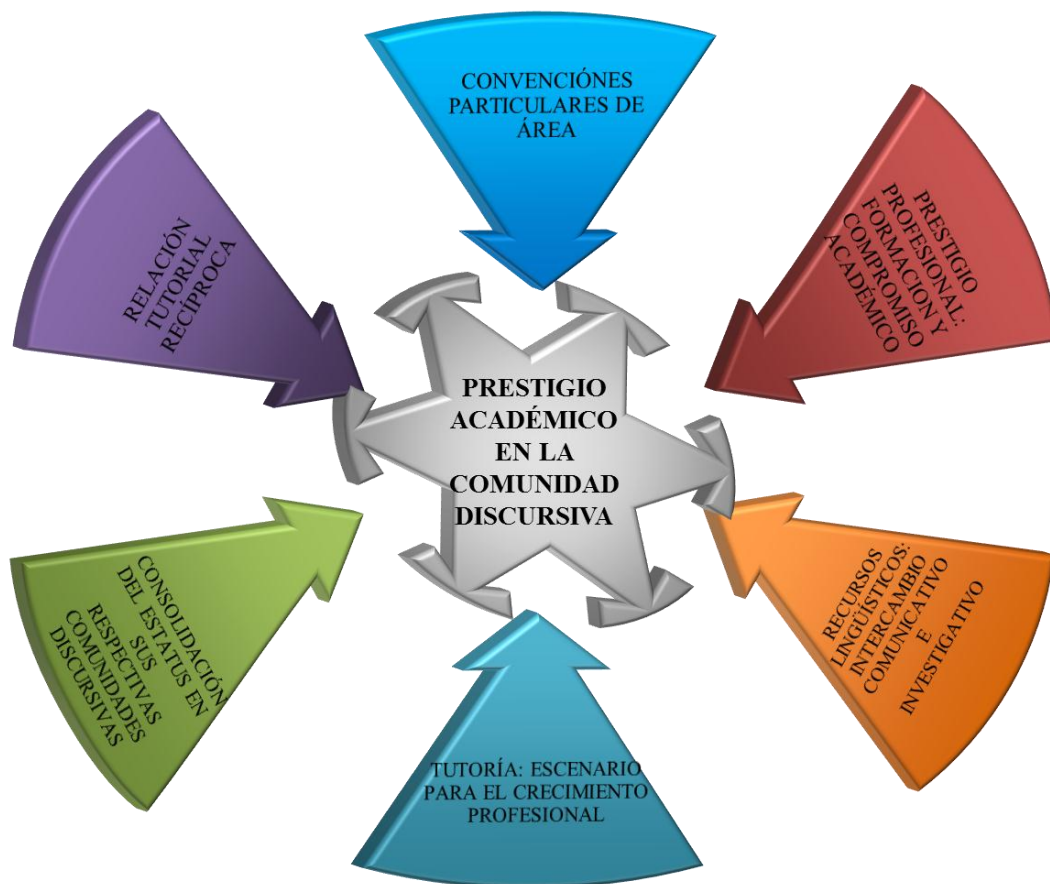 CONVENCIÓNES
PARTICULARES DE
ÁREA
PRESTIGIO
PROFESIONAL:
FORMACION Y
COMPROMISO
ACADÉMICO
RECURSOS
LINGÜÍSTICOS:
INTERCAMBIO
COMUNICATIVO
E
INVESTIGATIVO
TUTORÍA: ESCENARIO
PARA EL CRECIMIENTO
PROFESIONAL
CONSOLIDACIÓN
DEL ESTATUS EN
SUS
RESPECTIVAS
COMUNIDADES
DISCURSIVAS
RELACIÓN
TUTORIAL
RECÍPROCA
PRESTIGIO
ACADÉMICO
EN LA
COMUNIDAD
DISCURSIVA